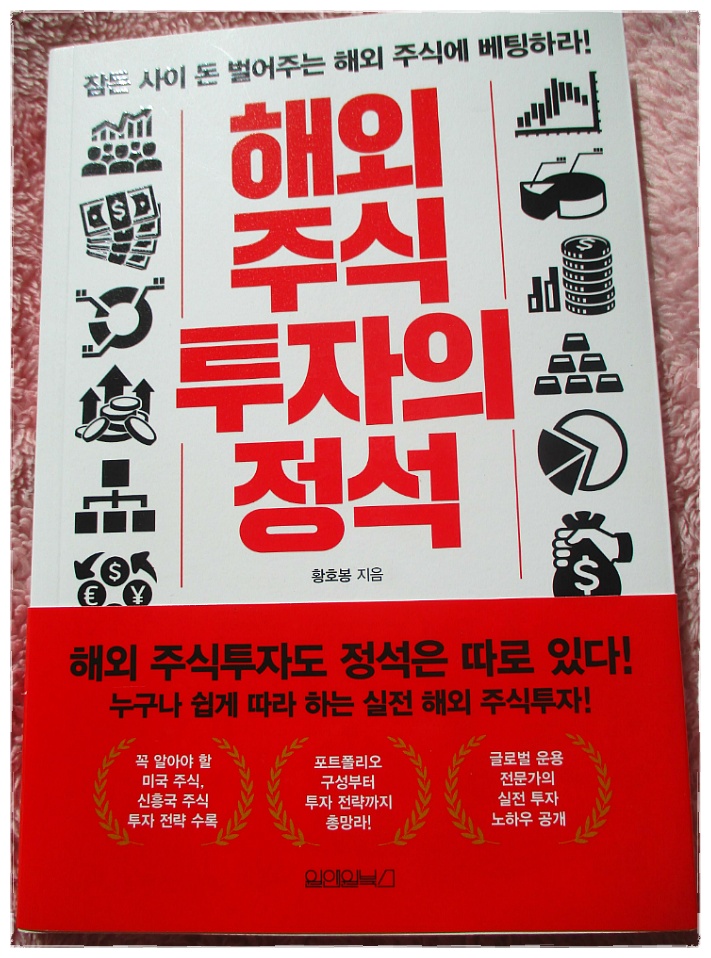 잠든 사이 돈 벌어주는 해외 주식에 베팅하라!
해외
주식
투자의
정석
황호봉 지음
해외 주식투자도 정석은 따로 있다!
누구나 쉽게 따라 하는 실전 해외 주식투자!
꼭 알아야 할
미국 주식,
신흥국 주식
투자 전략 수록
포트폴리오
구성부터
투자 전략까지
총망라!
글로벌 운용
전문가의
실전 투자
노하우 공개
원앤원북스